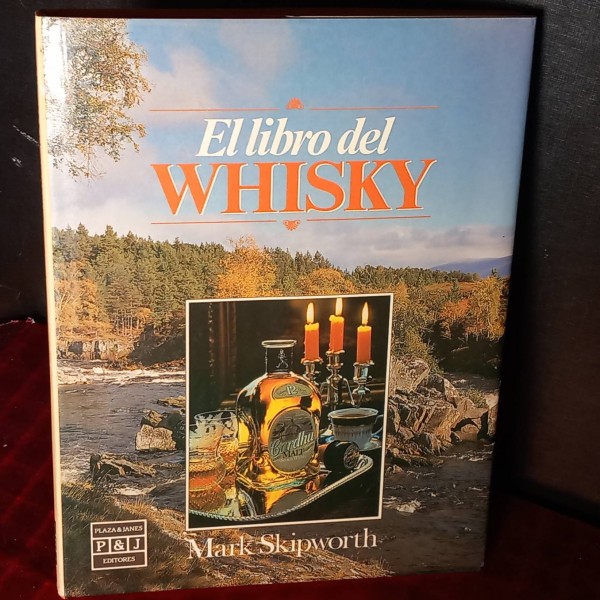 El libro del
WHISKY
12
Cardhu
MALT
Mark Skipworth
PLAZA & JANES
P&J
EDITORES